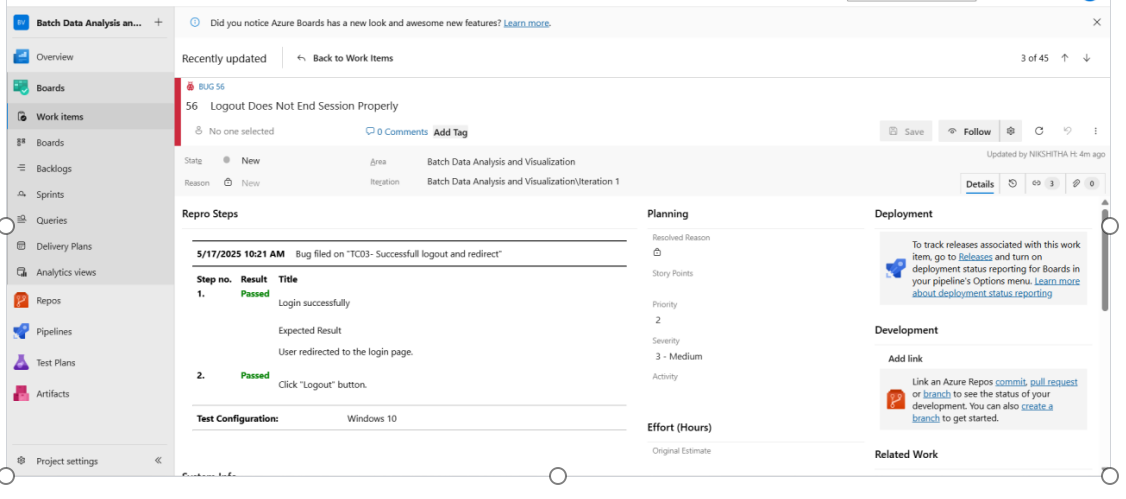 BV Batch Data Analysis an... +
Did you notice Azure Boards has a new look and awesome new features? Learn more.
Overview
Boards
Work items
Boards
Backlogs
Sprints
Queries
Delivery Plans
Analytics views
Repos
Pipelines
Test Plans
Artifacts
Project settings
Recently updated
Back to Work Items
3 of 45
BUG 56
56 Logout Does Not End Session Properly
No one selected
0 Comments
Add Tag
Save
Follow
State
New
Area
Batch Data Analysis and Visualization
Updated by NIKSHITHA H: 4m ago
Reason
New
Iteration
Batch Data Analysis and Visualization\Iteration 1
Details
3
0
Repro Steps
5/17/2025 10:21 AM Bug filed on "TC03- Successfull logout and redirect"
Step no. Result Title
1. Passed
Login successfully
Expected Result
User redirected to the login page.
2. Passed
Click "Logout" button.
Test Configuration: Windows 10
Planning
Resolved Reason
Story Points
Priority
2
Severity
3 - Medium
Activity
Effort (Hours)
Original Estimate
Deployment
To track releases associated with this work
item, go to Releases and turn on
deployment status reporting for Boards in
your pipeline's Options menu. Learn more
about deployment status reporting
Development
Add link
Link an Azure Repos commit, pull request
or branch to see the status of your
development. You can also create a
branch to get started.
Related Work